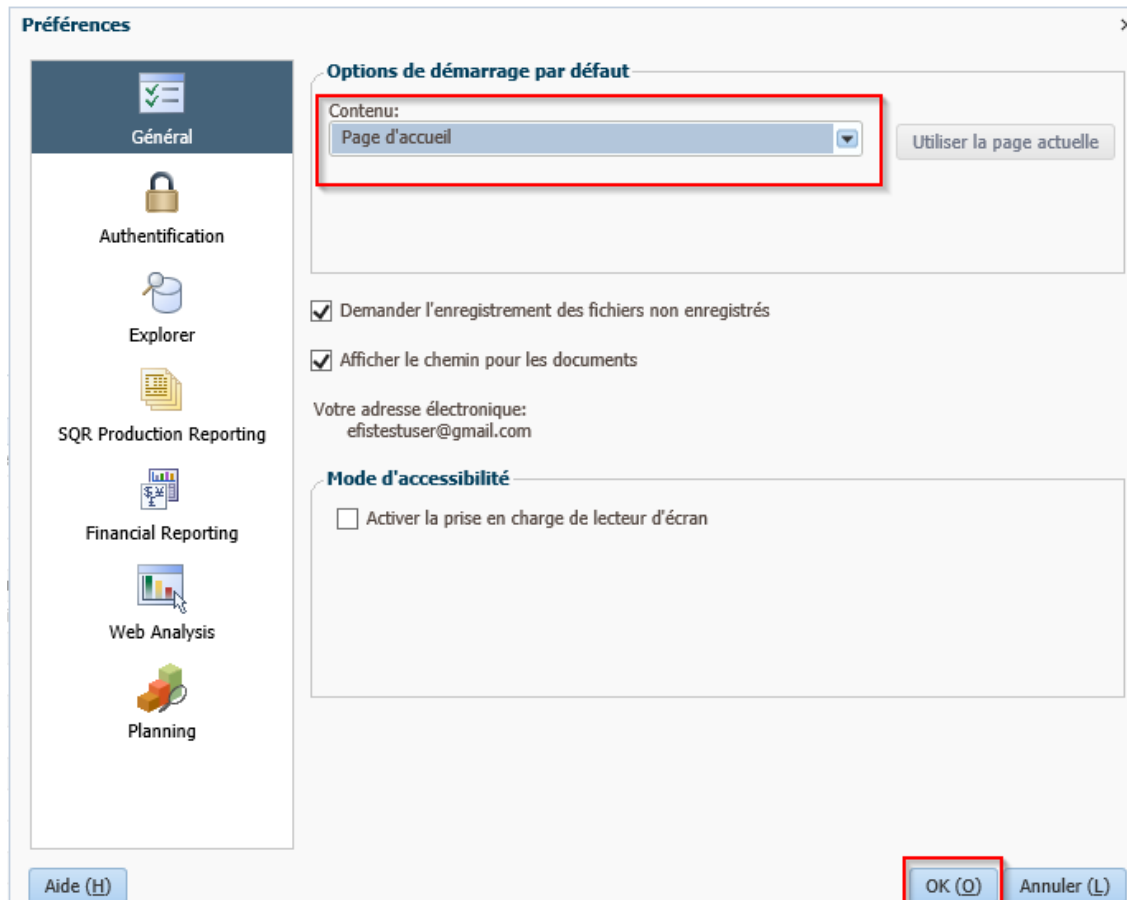 Préférences
Général
Authentification
Explorer
SQR Production Reporting
Financial Reporting
Web Analysis
Planning
Options de démarrage par défaut
Contenu:
Page d'accueil
Utiliser la page actuelle
Demander l'enregistrement des fichiers non enregistrés
Afficher le chemin pour les documents
Votre adresse électronique:
efistestuser@gmail.com
Mode d'accessibilité
Activer la prise en charge de lecteur d'écran
Aide (H)
OK (O)
Annuler (L)